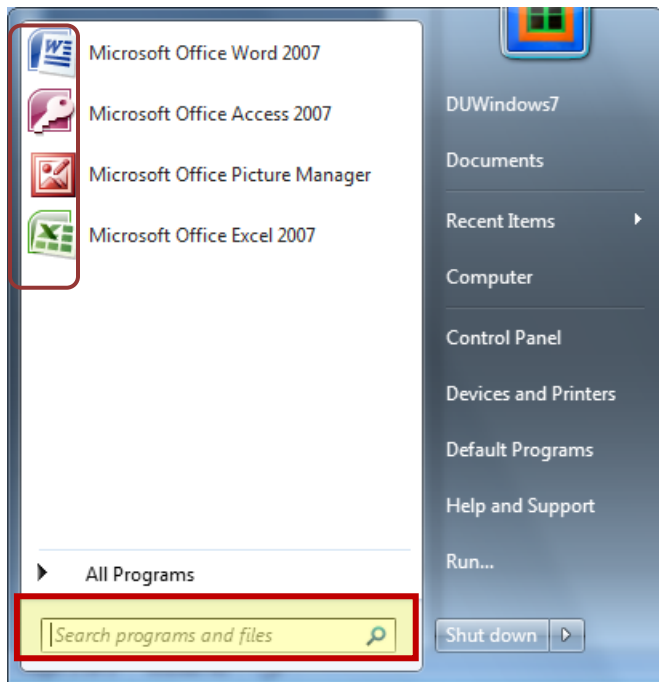 Microsoft Office Word 2007
Microsoft Office Access 2007
Microsoft Office Picture Manager
Microsoft Office Excel 2007
All Programs
Search programs and files
DUWindows7
Documents
Recent Items
Computer
Control Panel
Devices and Printers
Default Programs
Help and Support
Run...
Shut down